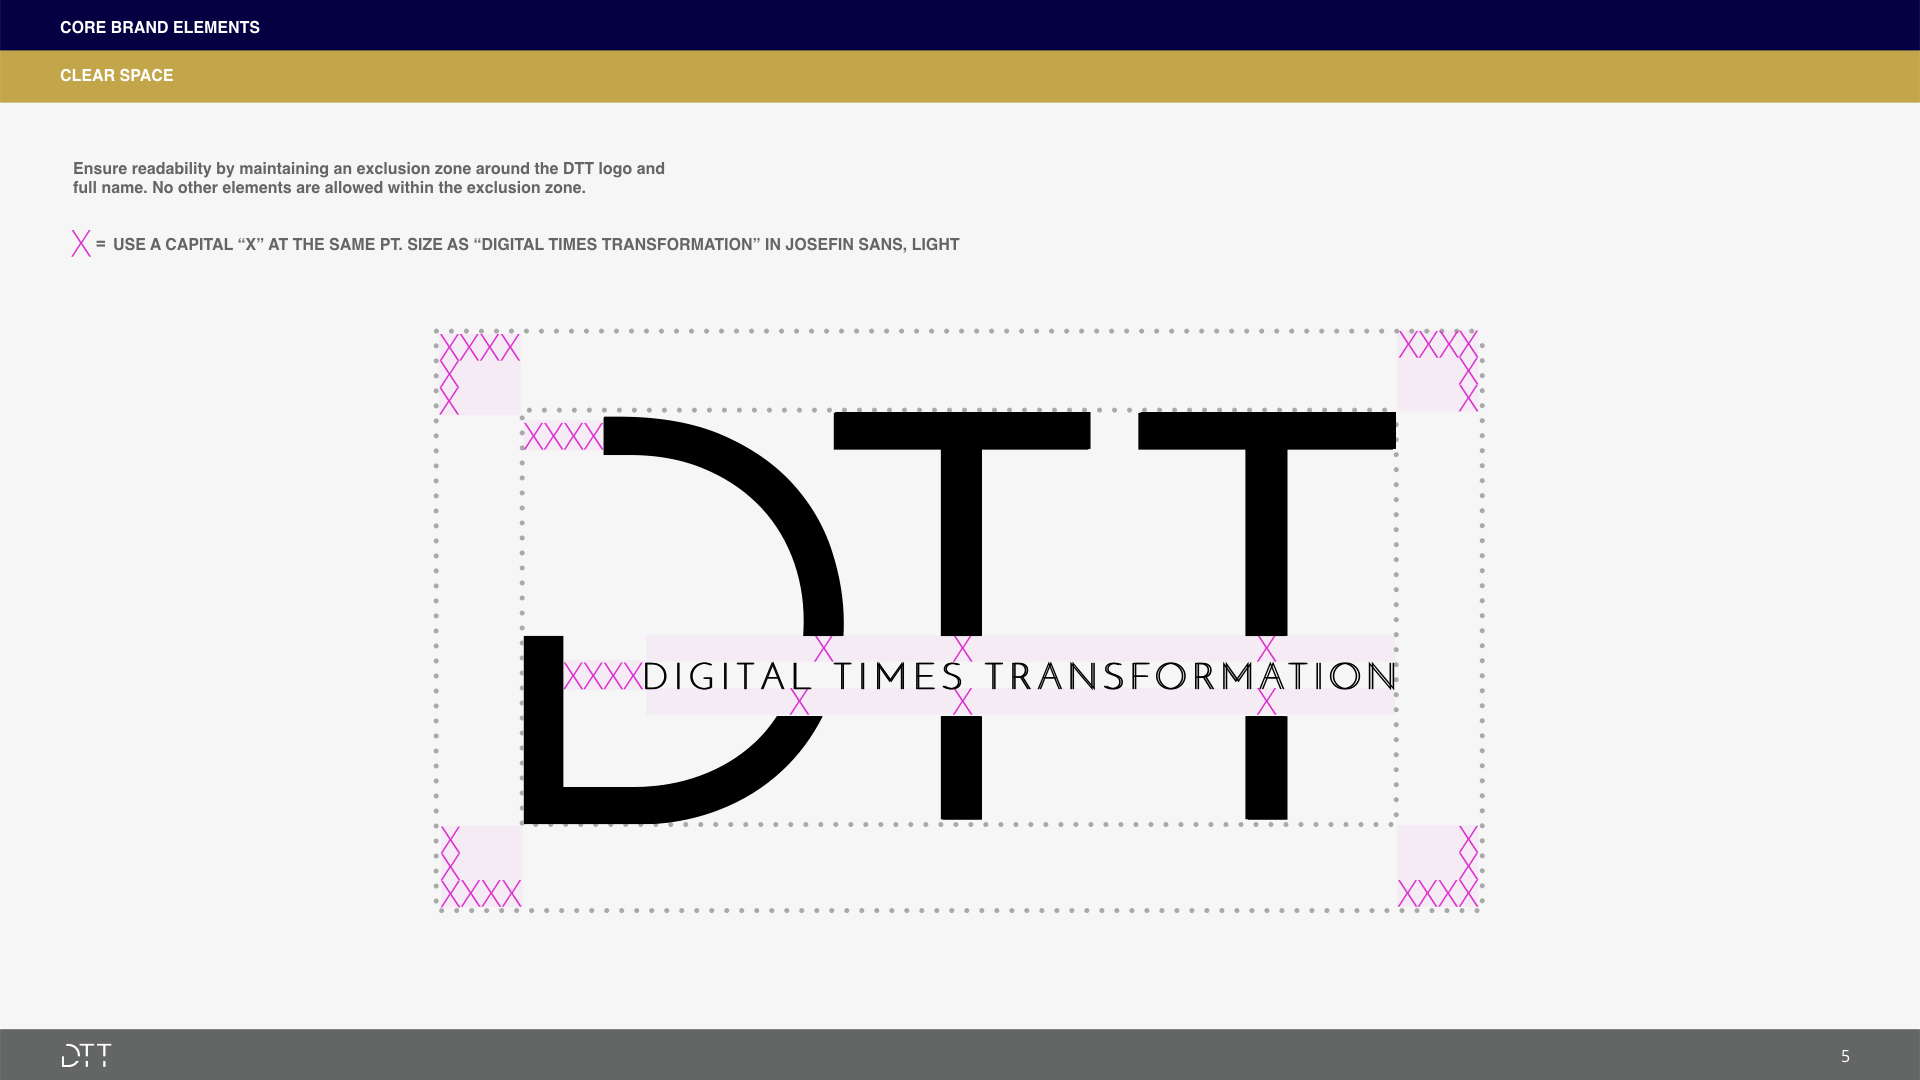 CORE BRAND ELEMENTS
CLEAR SPACE
Ensure readability by maintaining an exclusion zone around the DTT logo and
full name. No other elements are allowed within the exclusion zone.
X = USE A CAPITAL “X” AT THE SAME PT. SIZE AS “DIGITAL TIMES TRANSFORMATION” IN JOSEFIN SANS, LIGHT
XXXX XXXX
X X
X X
XXXX
DTT
X X X
XXXX DIGITAL TIMES TRANSFORMATION
X X X
X X
X X
XXXX XXXX
DTT 5